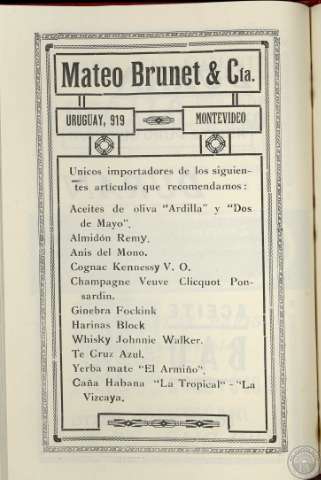 Mateo Brunet & Cía.
URUGUAY, 919
MONTEVIDEO
Unicos importadores de los siguien-
tes artículos que recomendamos:
Aceites de oliva "Ardilla" y "Dos
de Mayo".
Almidón Remy.
Anis del Mono.
Cognac Kennessy V. O.
Champagne Veuve Clicquot Pon-
sardin.
Ginebra Fockink
Harinas Block
Whisky Johnnie Walker.
Te Cruz Azul.
Yerba mate "El Armiño".
Caña Habana "La Tropical" - "La
Vizcaya.